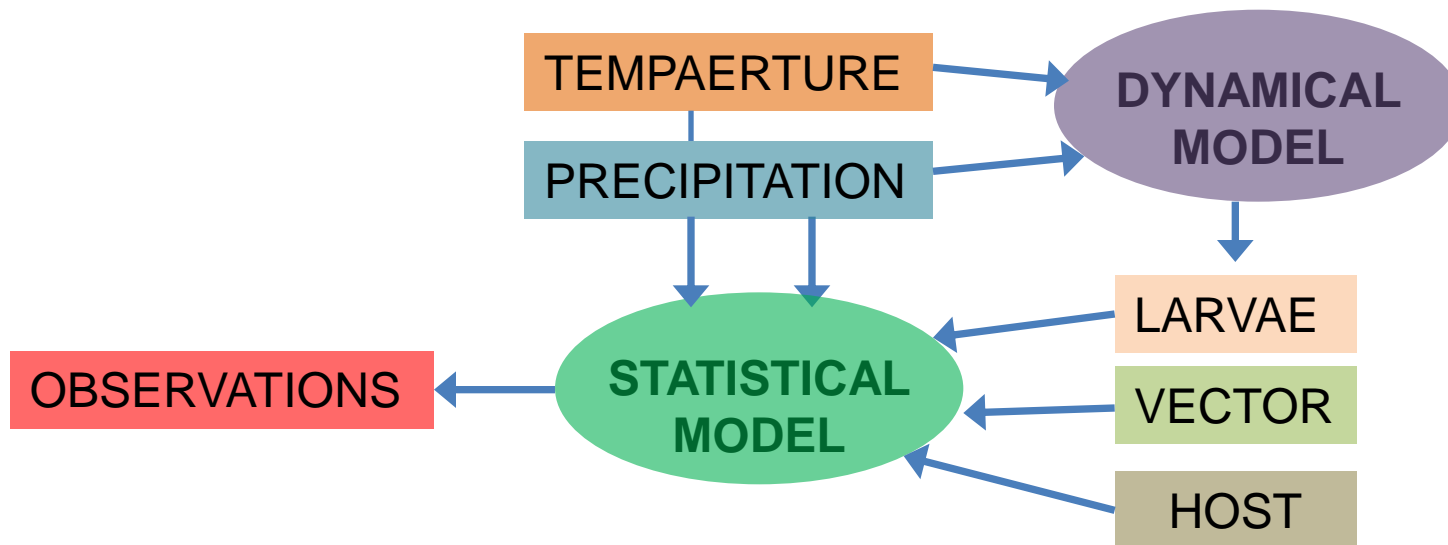 TEMPAERTURE
PRECIPITATION
DYNAMICAL
MODEL
LARVAE
VECTOR
HOST
STATISTICAL
MODEL
OBSERVATIONS